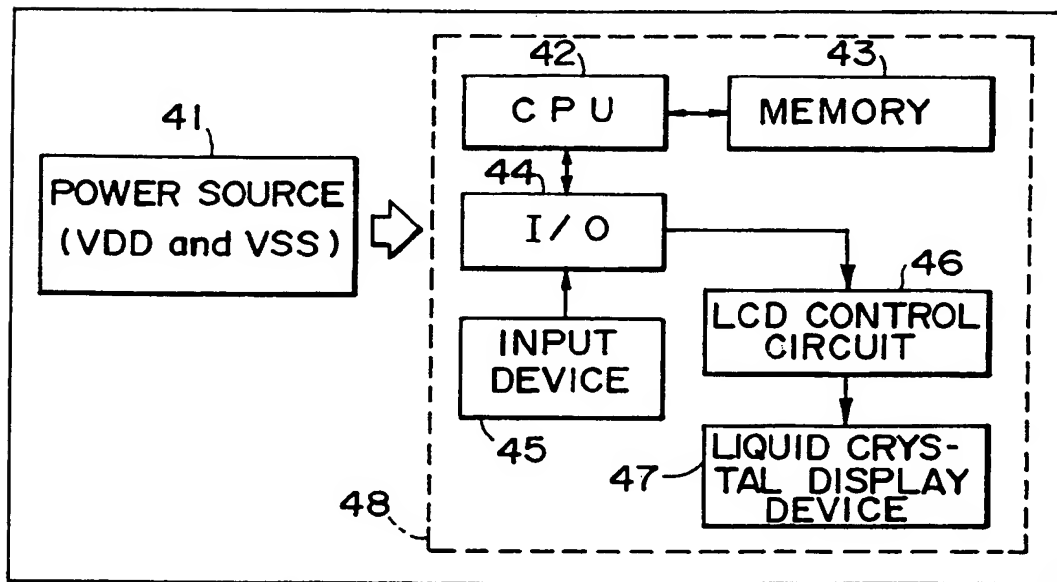 42
CPU
43
MEMORY
41
POWER SOURCE
(VDD and VSS)
44
I/O
46
LCD CONTROL
CIRCUIT
INPUT
DEVICE
45
47
LIQUID CRYS-
TAL DISPLAY
DEVICE
48